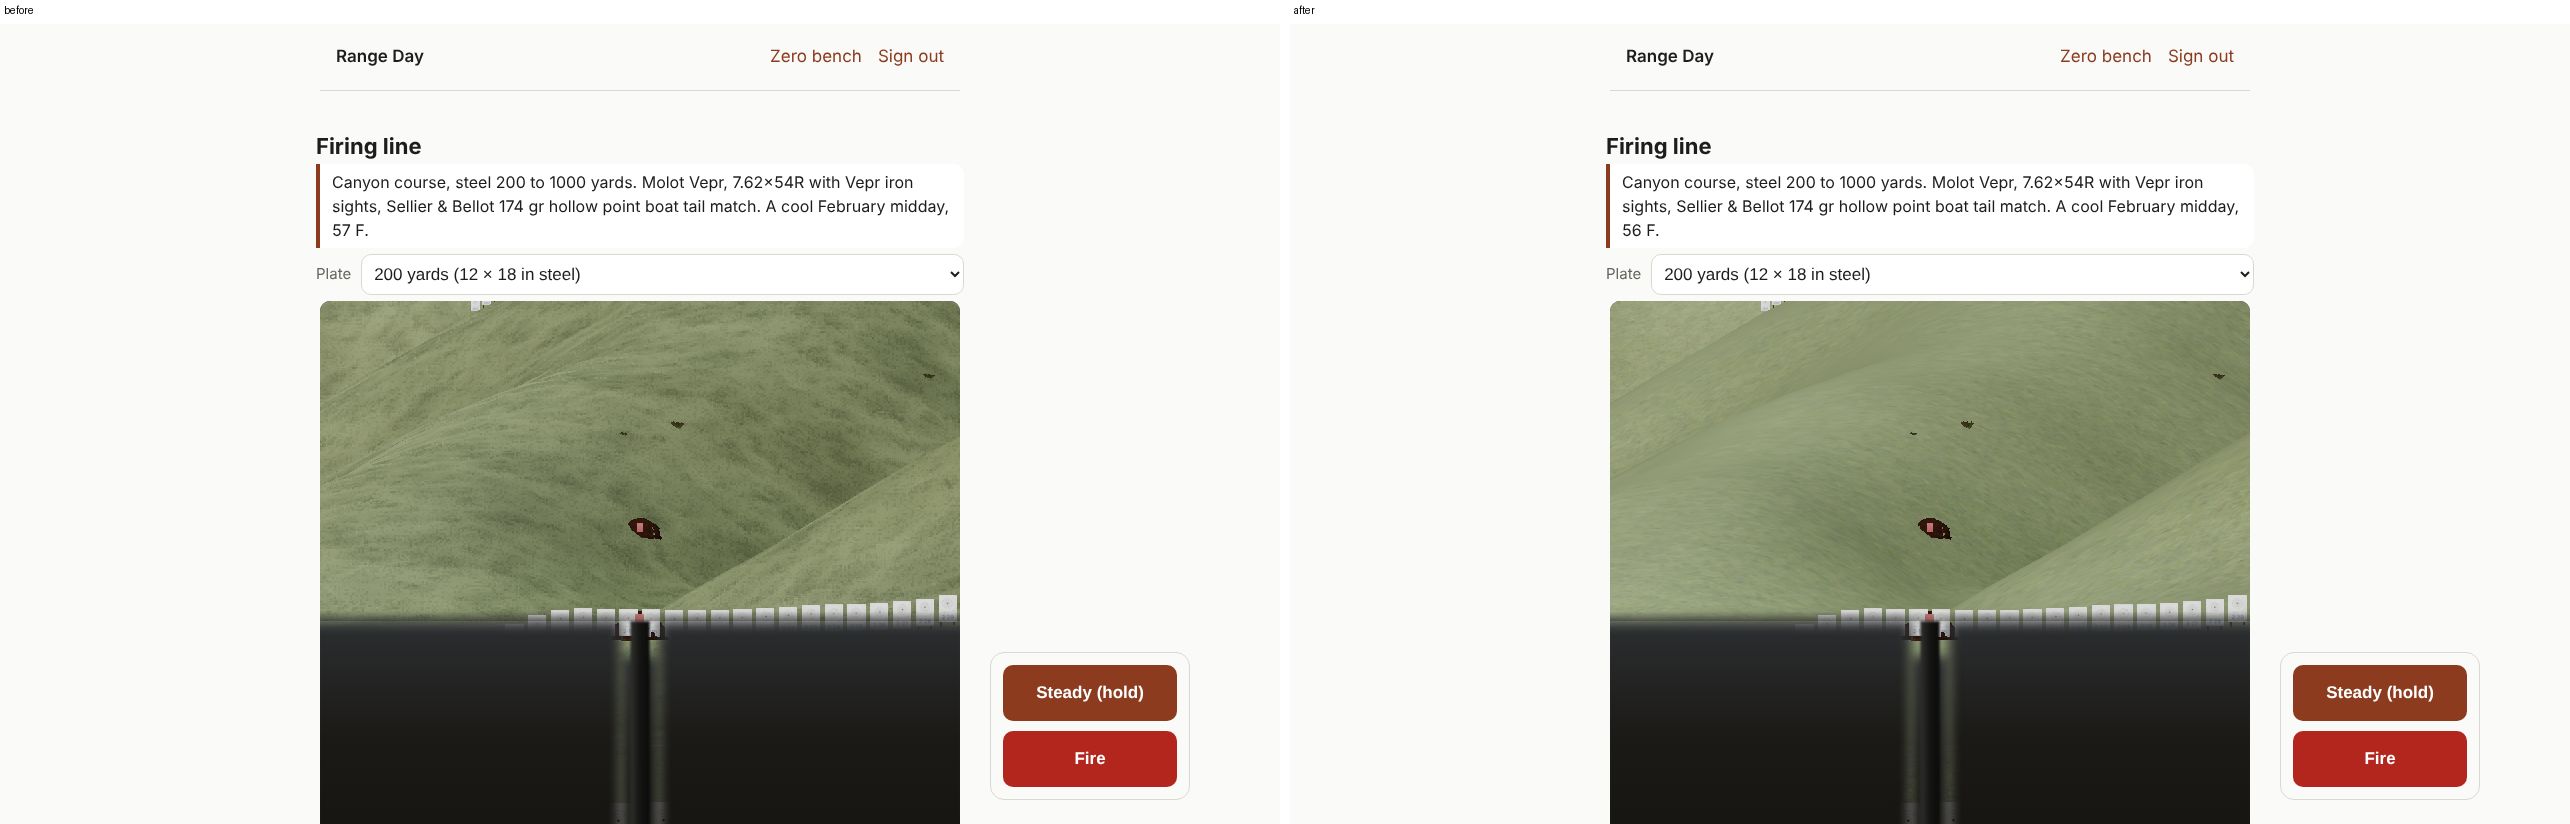 before
after
Range Day
Zero bench
Sign out
Firing line
Canyon course, steel 200 to 1000 yards. Molot Vepr, 7.62×54R with Vepr iron
sights, Sellier & Bellot 174 gr hollow point boat tail match. A cool February midday,
57 F.
Plate
200 yards (12 × 18 in steel)
Steady (hold)
Fire
Range Day
Zero bench
Sign out
Firing line
Canyon course, steel 200 to 1000 yards. Molot Vepr, 7.62×54R with Vepr iron
sights, Sellier & Bellot 174 gr hollow point boat tail match. A cool February midday,
56 F.
Plate
200 yards (12 × 18 in steel)
Steady (hold)
Fire